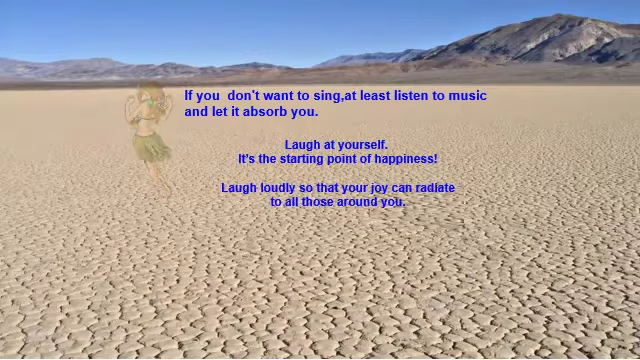 If you  don't want to sing,at least listen to music
and let it absorb you.
Laugh at yourself.
It's the starting point of happiness!
Laugh loudly so that your joy can radiate
to all those around you.